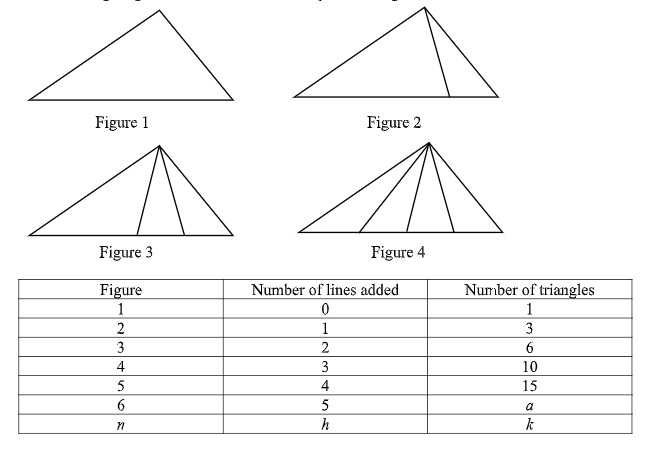 Figure 1
Figure 2
Figure 3
Figure 4
Figure Number of lines added Number of triangles
1 0 1
2 1 3
3 2 6
4 3 10
5 4 15
6 5 a
n h k